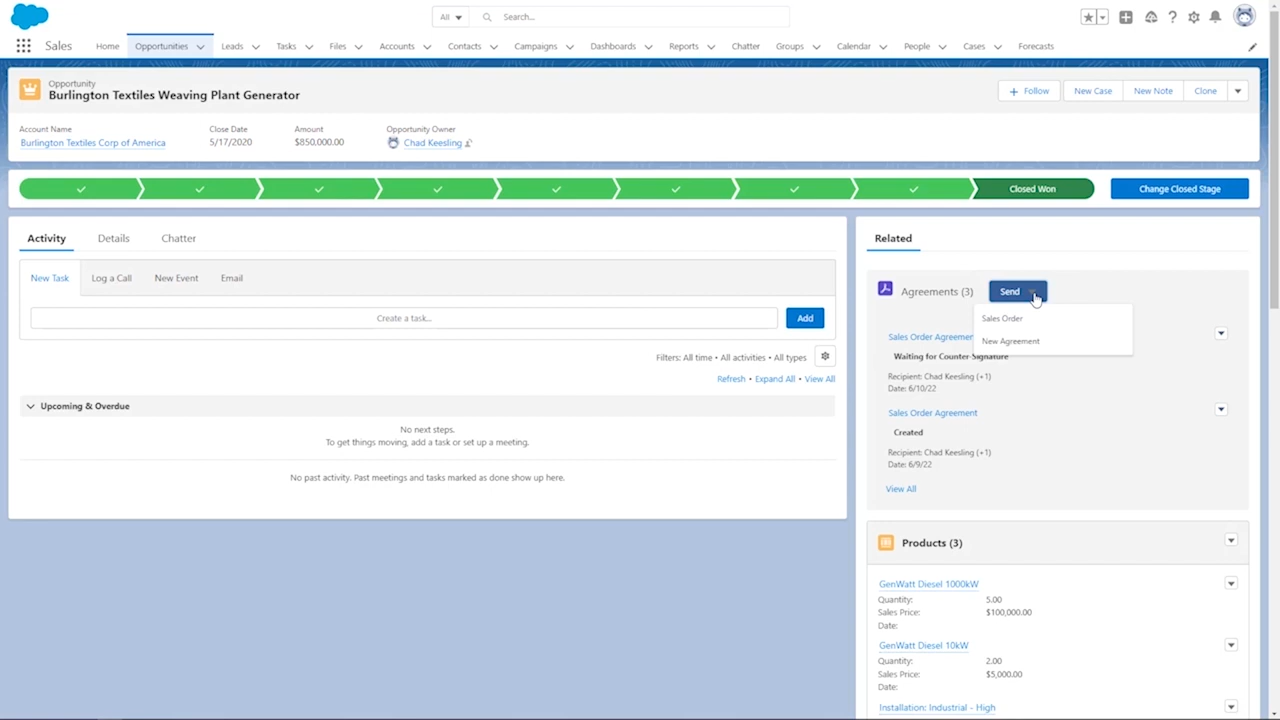 All
Search...
Sales
Home
Opportunities
Leads
Tasks
Files
Accounts
Contacts
Campaigns
Dashboards
Reports
Chatter
Groups
Calendar
People
Cases
Forecasts
Opportunity
Burlington Textiles Weaving Plant Generator
Follow
New Case
New Note
Clone
Account Name
Close Date
Amount
Opportunity Owner
Burlington Textiles Corp of America
5/17/2020
$850,000.00
Chad Keesling
Closed Won
Change Closed Stage
Activity
Details
Chatter
New Task
Log a Call
New Event
Email
Create a task...
Add
Filters: All time • All activities • All types
Refresh • Expand All • View All
Upcoming & Overdue
No next steps.
To get things moving, add a task or set up a meeting.
No past activity. Past meetings and tasks marked as done show up here.
Related
Agreements (3)
Send
Sales Order
New Agreement
Sales Order Agreemen
Waiting for Counter Signature
Recipient: Chad Keesling (+1)
Date: 6/10/22
Sales Order Agreement
Created
Recipient: Chad Keesling (+1)
Date: 6/9/22
View All
Products (3)
GenWatt Diesel 1000kW
Quantity: 5.00
Sales Price: $100,000.00
Date:
GenWatt Diesel 10kW
Quantity: 2.00
Sales Price: $5,000.00
Date:
Installation: Industrial - High